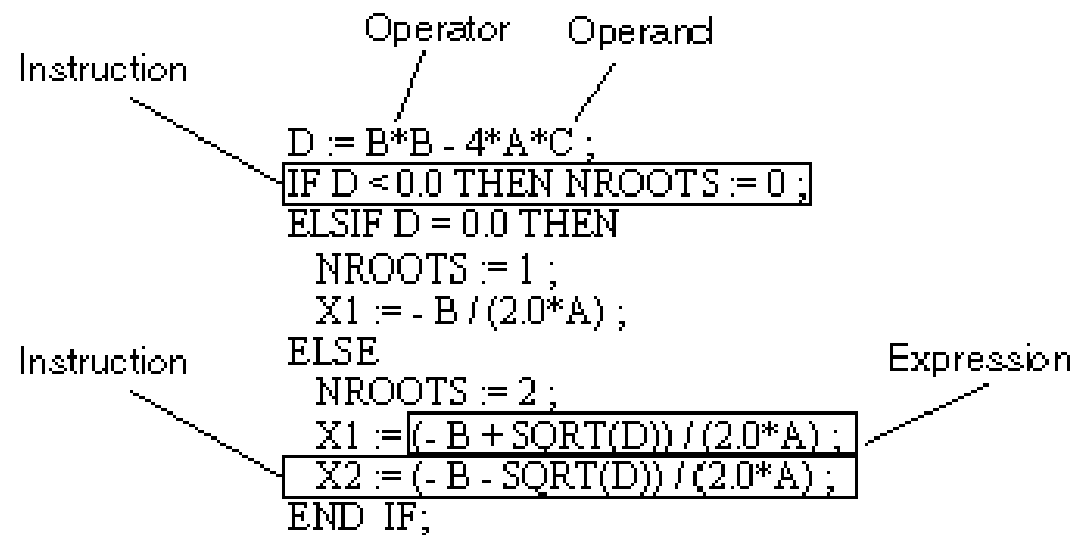 Operator Operand
Instruction
D := B*B - 4*A*C ;
IF D < 0.0 THEN NROOTS := 0 ;
ELSIF D = 0.0 THEN
NROOTS := 1 ;
X1 := - B / (2.0*A) ;
ELSE
Instruction
Expression
NROOTS := 2 ;
X1 := (- B + SQRT(D)) / (2.0*A) ;
X2 := (- B - SQRT(D)) / (2.0*A) ;
END IF;